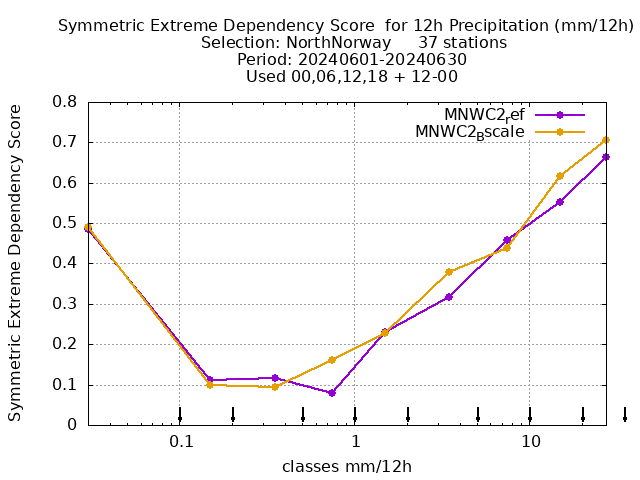 Symmetric Extreme Dependency Score  for 12h Precipitation (mm/12h)
Selection: NorthNorway     37 stations
Period: 20240601-20240630
Used 00,06,12,18 + 12-00
Symmetric Extreme Dependency Score
0.8
0.7
0.6
0.5
0.4
0.3
0.2
0.1
0
MNWC2ref
MNWC2Bscale
0.1
1
10
classes mm/12h